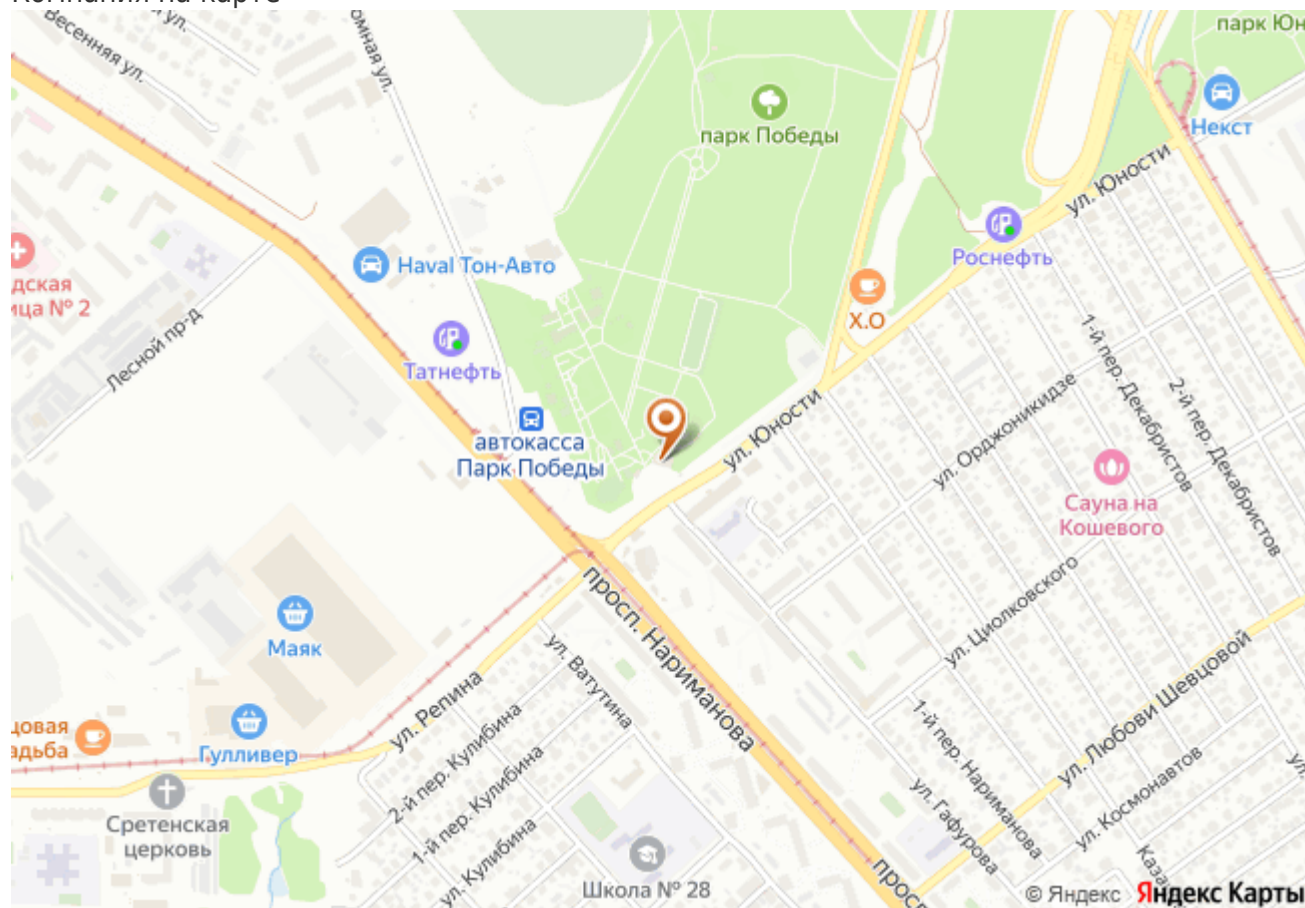 Весенняя ул.
парк Юн
парк Победы
Некст
ул. Юности
Роснефть
Haval Тон-Авто
Х.О
ица № 2
Лесной пр-д
Татнефть
1-й пер. Декабристов
2-й пер. Декабристов
автокасса
Парк Победы
ул. Юности
ул. Орджоникидзе
Сауна на
Кошевого
просп. Нариманова
ул. Циолковского
Маяк
ул. Ватутина
ул. Репина
ул. Любови Шевцовой
Гулливер
2-й пер. Кулибина
1-й пер. Нариманова
1-й пер. Кулибина
ул. Гафурова
ул. Космонавтов
Сретенская
церковь
ул. Кулибина
Школа № 28
© Яндекс Яндекс Карты